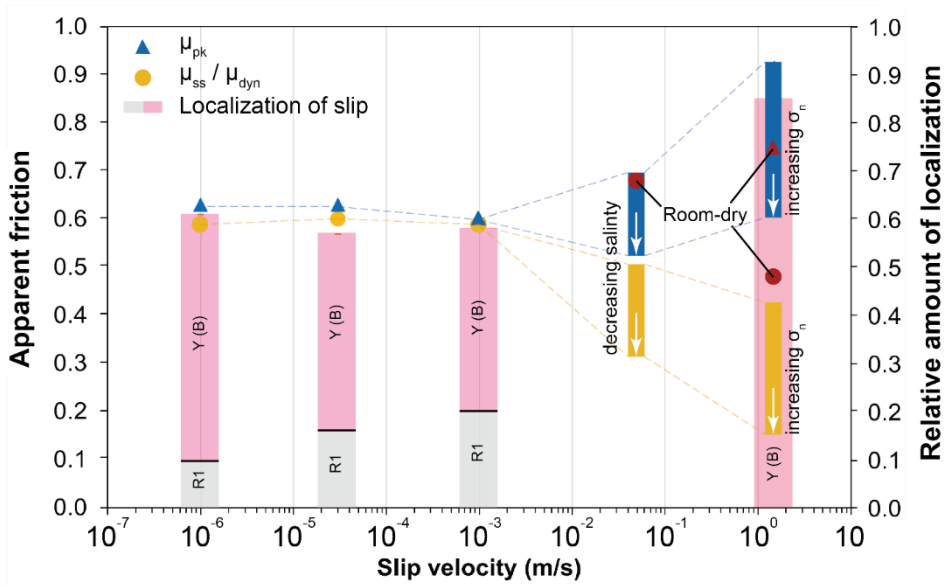 μpk
μss / μdyn
Localization of slip
Apparent friction
1.0
0.9
0.8
0.7
0.6
0.5
0.4
0.3
0.2
0.1
0.0
Y (B)
R1
Y (B)
R1
Y (B)
R1
decreasing salinity
Room-dry
increasing σn
increasing σn
Y (B)
1.0
0.9
0.8
0.7
0.6
0.5
0.4
0.3
0.2
0.1
0.0
Relative amount of localization
10-7
10-6
10-5
10-4
10-3
10-2
10-1
100
10
Slip velocity (m/s)